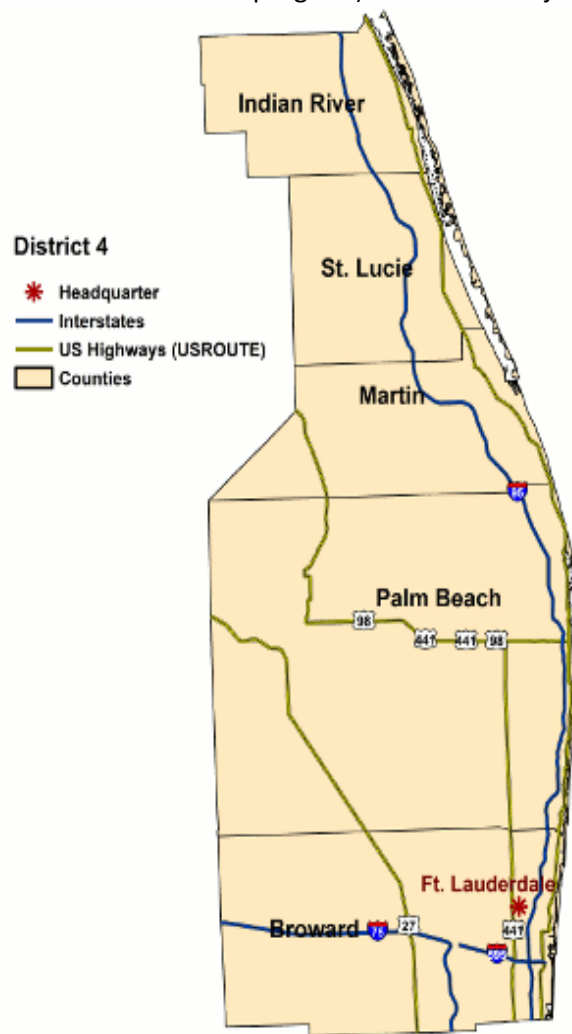 Indian River
District 4
St. Lucie
Headquarter
Interstates
US Highways (USROUTE)
Counties
Martin
95
Palm Beach
98
441
441
98
Ft. Lauderdale
Broward
75
27
441
595